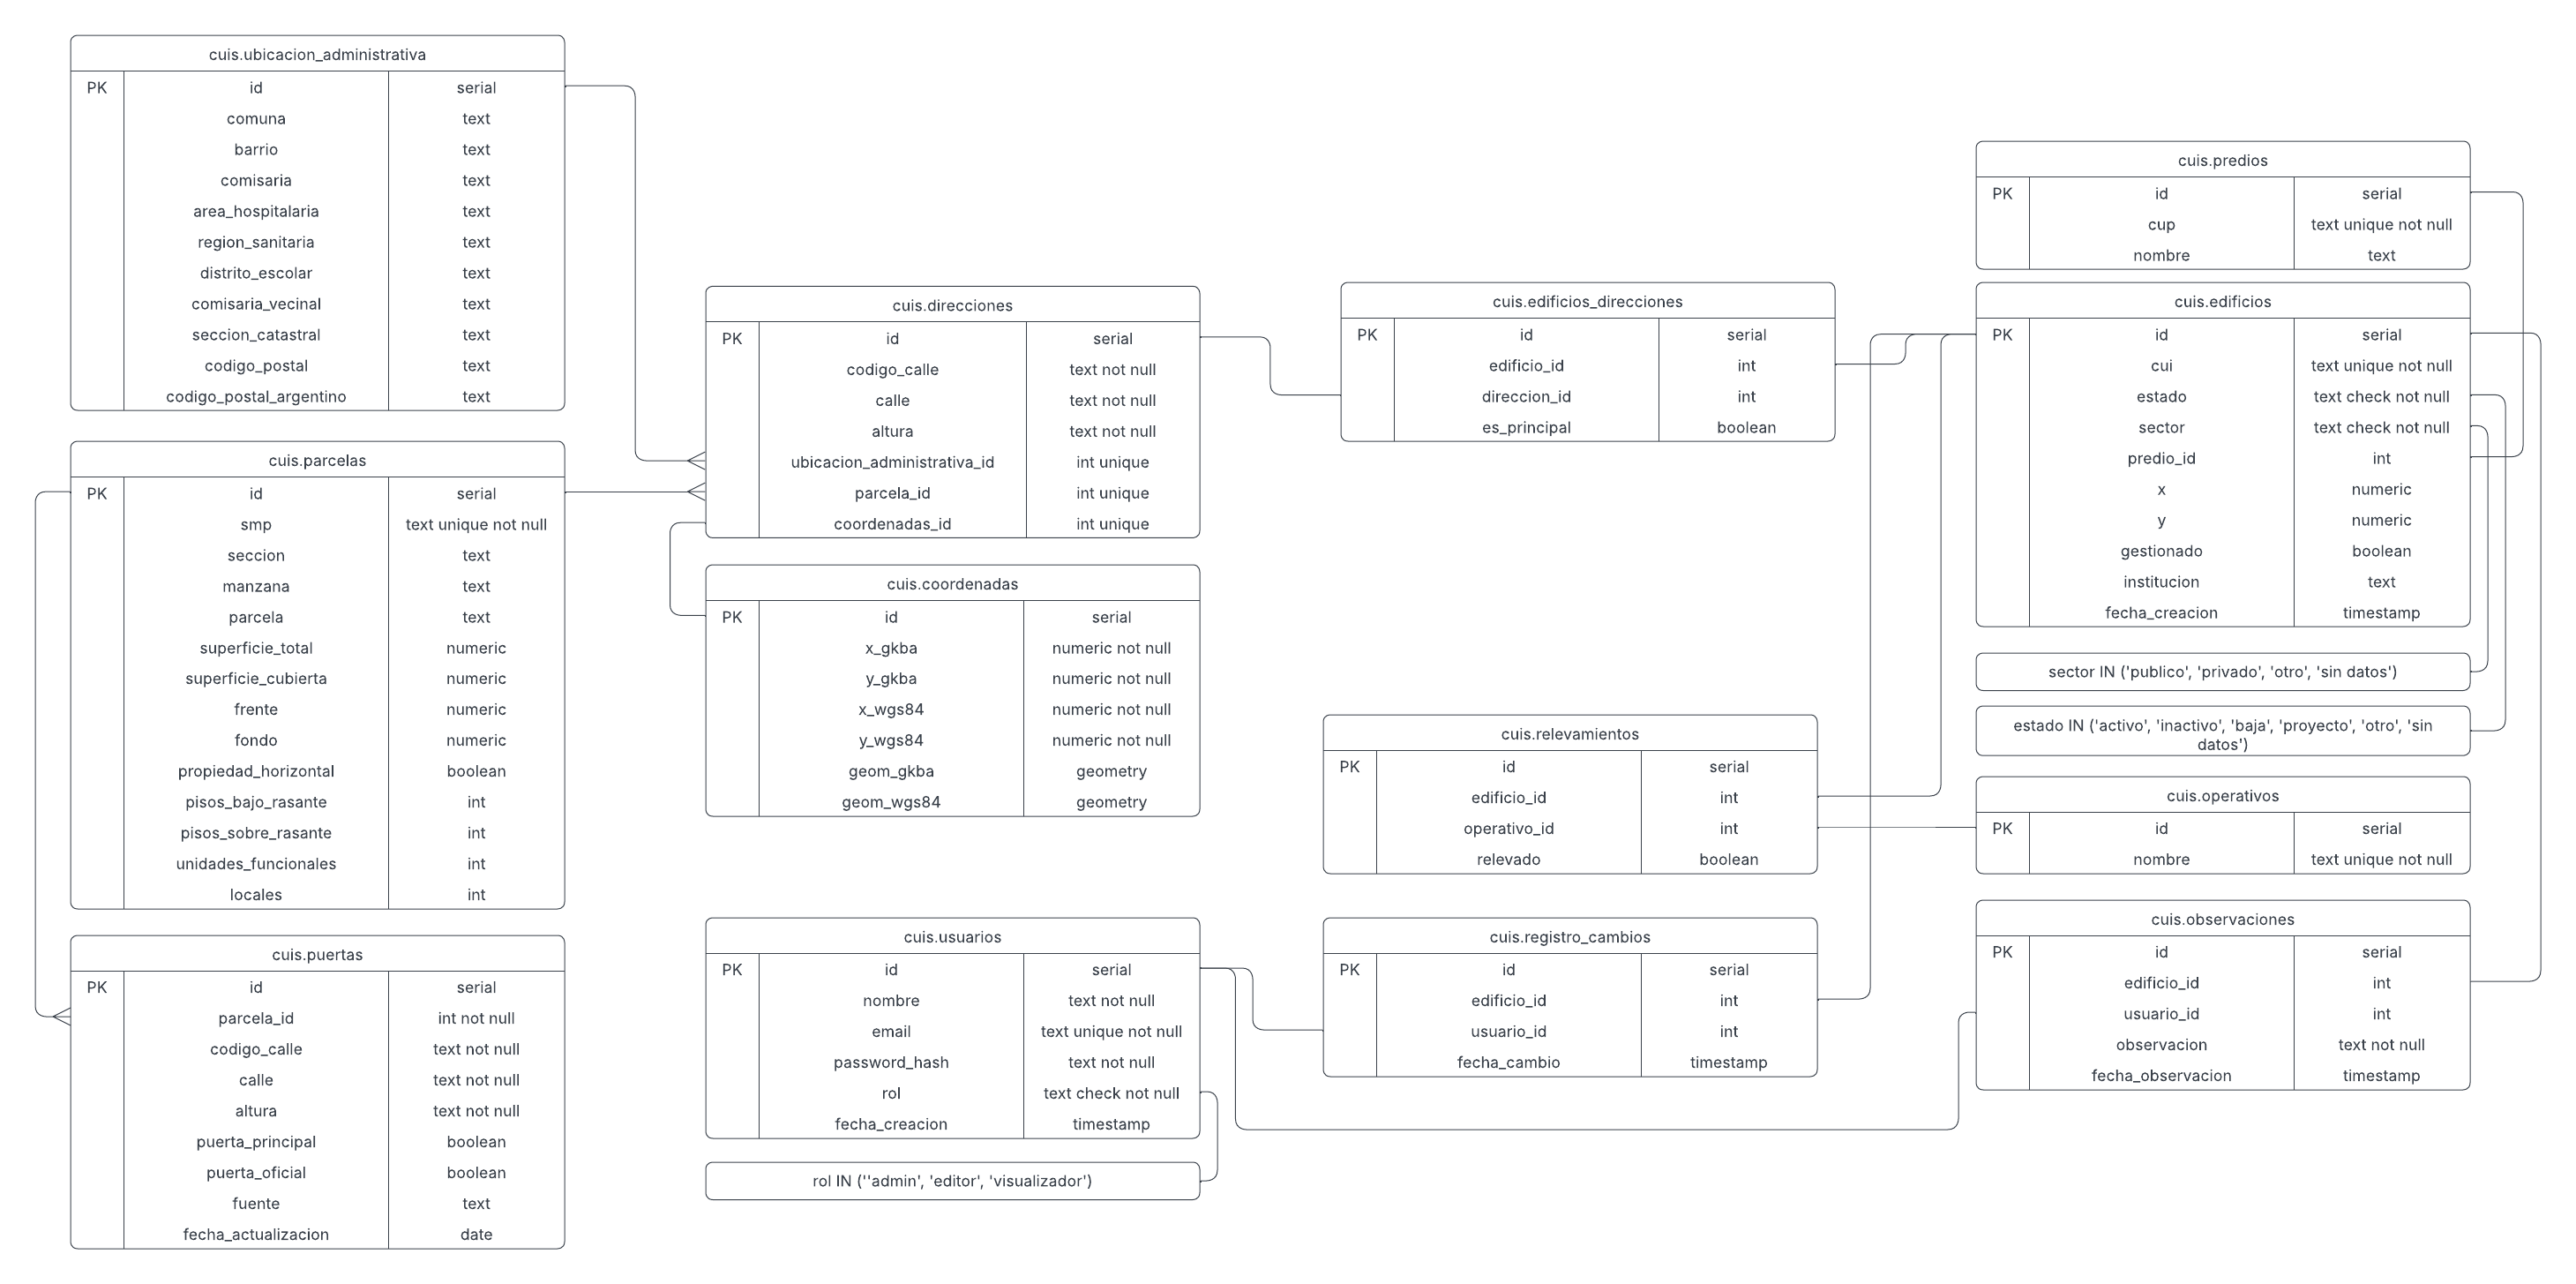 cuis.ubicacion_administrativa
PK id serial
comuna text
barrio text
comisaria text
area_hospitalaria text
region_sanitaria text
distrito_escolar text
comisaria_vecinal text
seccion_catastral text
codigo_postal text
codigo_postal_argentino text
cuis.parcelas
PK id serial
smp text unique not null
seccion text
manzana text
parcela text
superficie_total numeric
superficie_cubierta numeric
frente numeric
fondo numeric
propiedad_horizontal boolean
pisos_bajo_rasante int
pisos_sobre_rasante int
unidades_funcionales int
locales int
cuis.puertas
PK id serial
parcela_id int not null
codigo_calle text not null
calle text not null
altura text not null
puerta_principal boolean
puerta_oficial boolean
fuente text
fecha_actualizacion date
cuis.direcciones
PK id serial
codigo_calle text not null
calle text not null
altura text not null
ubicacion_administrativa_id int unique
parcela_id int unique
coordenadas_id int unique
cuis.coordenadas
PK id serial
x_gkba numeric not null
y_gkba numeric not null
x_wgs84 numeric not null
y_wgs84 numeric not null
geom_gkba geometry
geom_wgs84 geometry
cuis.usuarios
PK id serial
nombre text not null
email text unique not null
password_hash text not null
rol text check not null
fecha_creacion timestamp
rol IN (''admin', 'editor', 'visualizador')
cuis.edificios_direcciones
PK id serial
edificio_id int
direccion_id int
es_principal boolean
cuis.relevamientos
PK id serial
edificio_id int
operativo_id int
relevado boolean
cuis.registro_cambios
PK id serial
edificio_id int
usuario_id int
fecha_cambio timestamp
cuis.predios
PK id serial
cup text unique not null
nombre text
cuis.edificios
PK id serial
cui text unique not null
estado text check not null
sector text check not null
predio_id int
x numeric
y numeric
gestionado boolean
institucion text
fecha_creacion timestamp
sector IN ('publico', 'privado', 'otro', 'sin datos')
estado IN ('activo', 'inactivo', 'baja', 'proyecto', 'otro', 'sin
datos')
cuis.operativos
PK id serial
nombre text unique not null
cuis.observaciones
PK id serial
edificio_id int
usuario_id int
observacion text not null
fecha_observacion timestamp